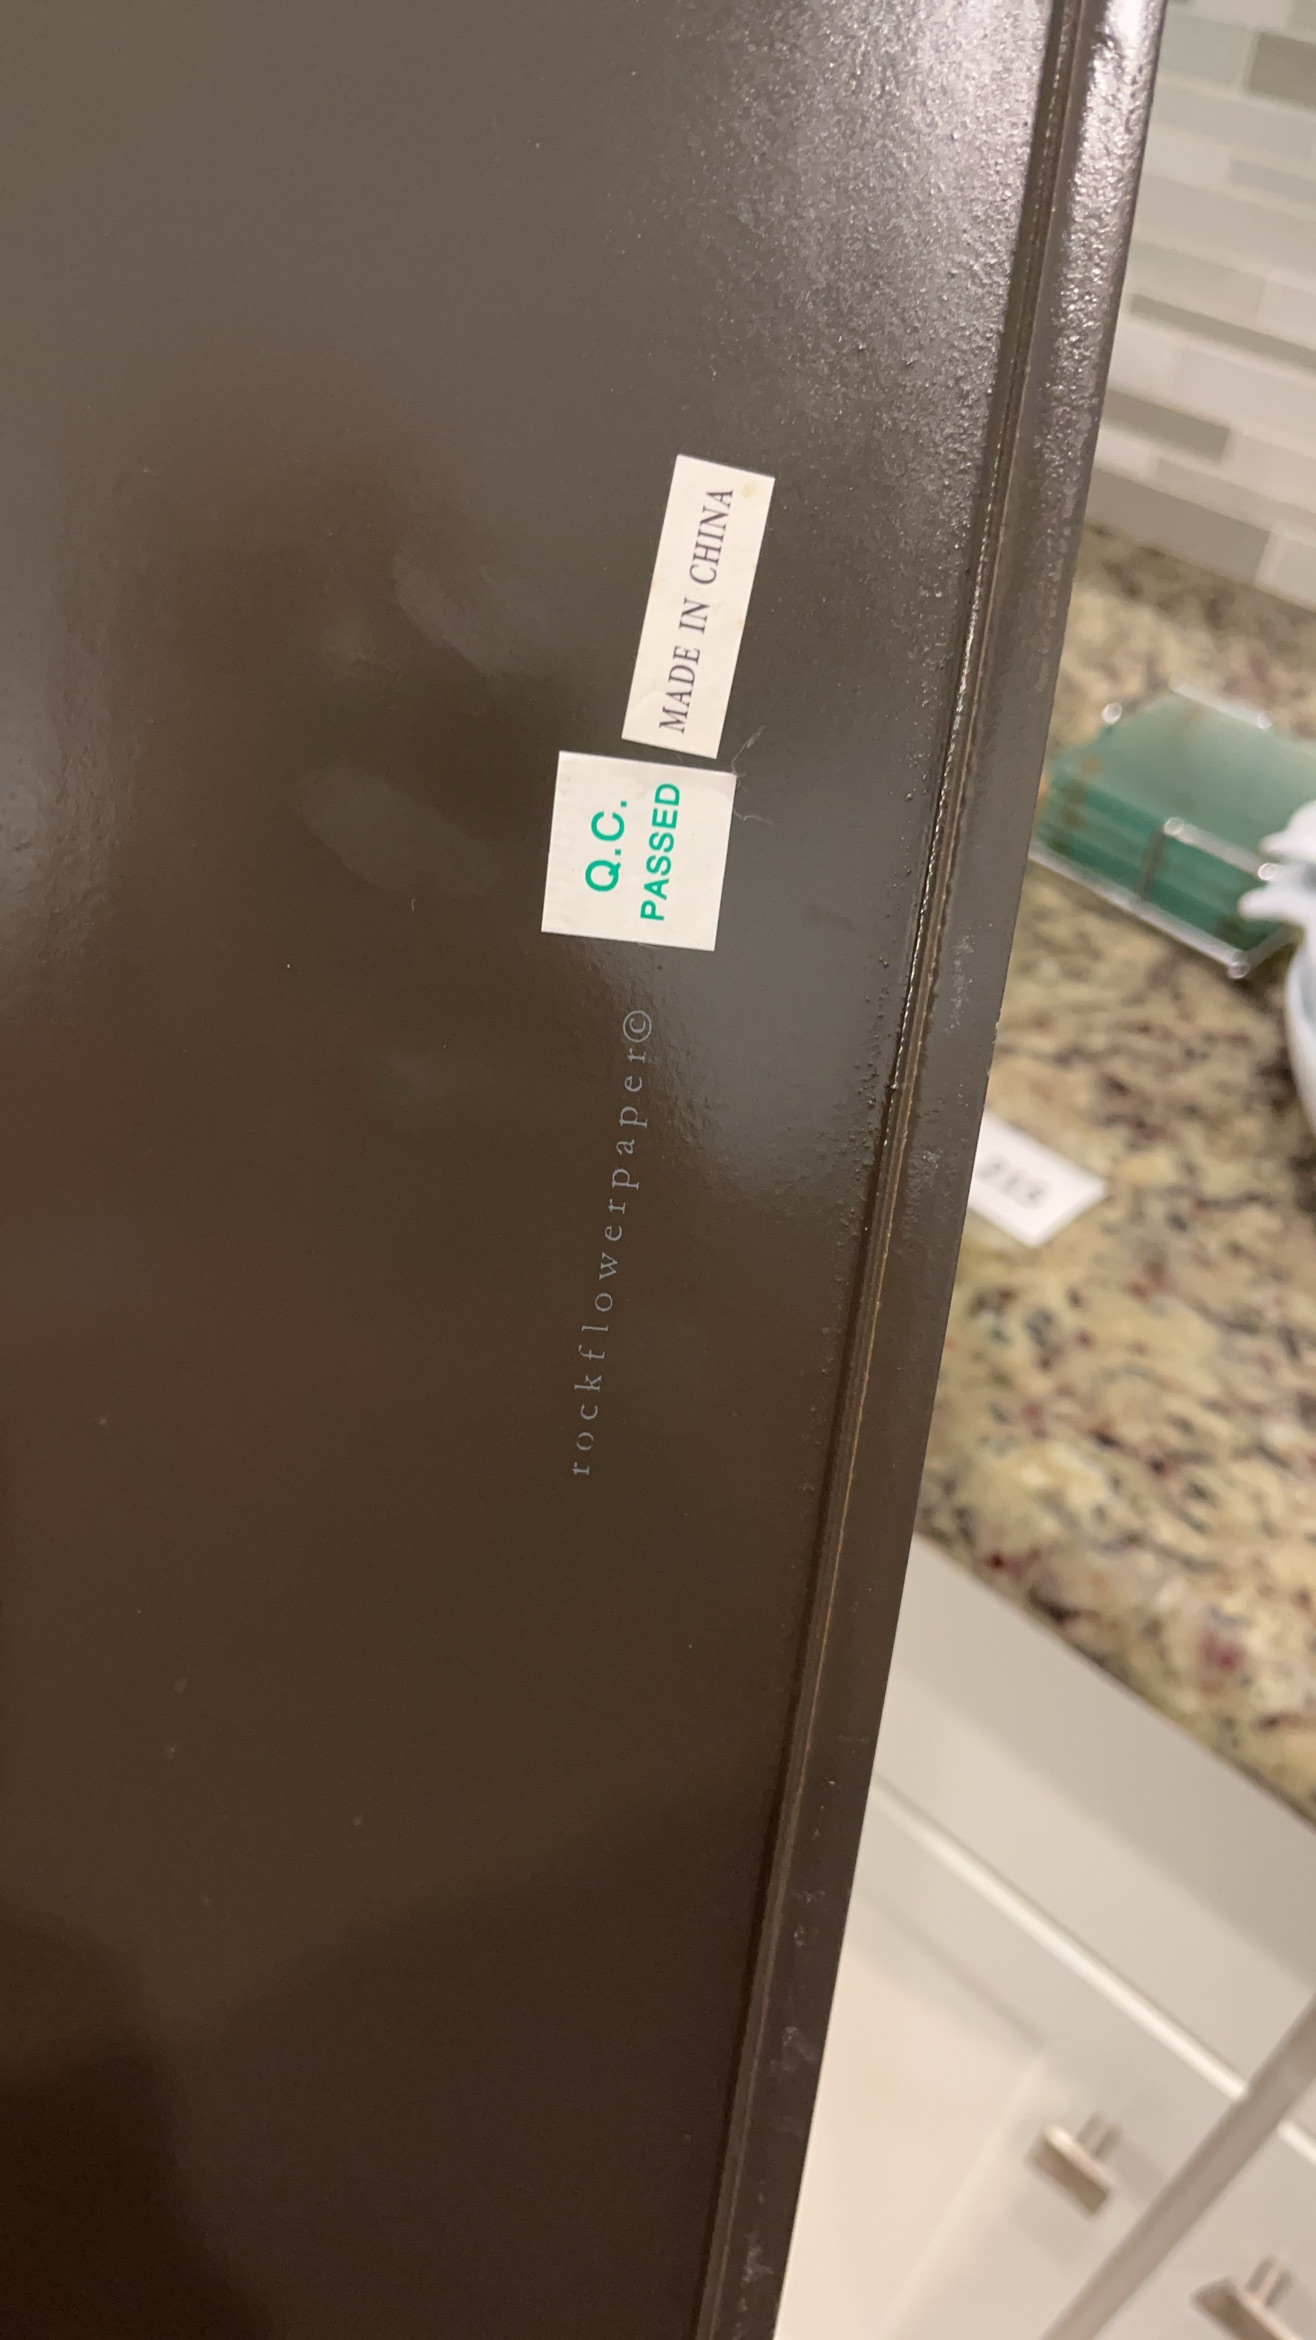 MADE IN CHINA
Q.C.
PASSED
rockflowerpaper©